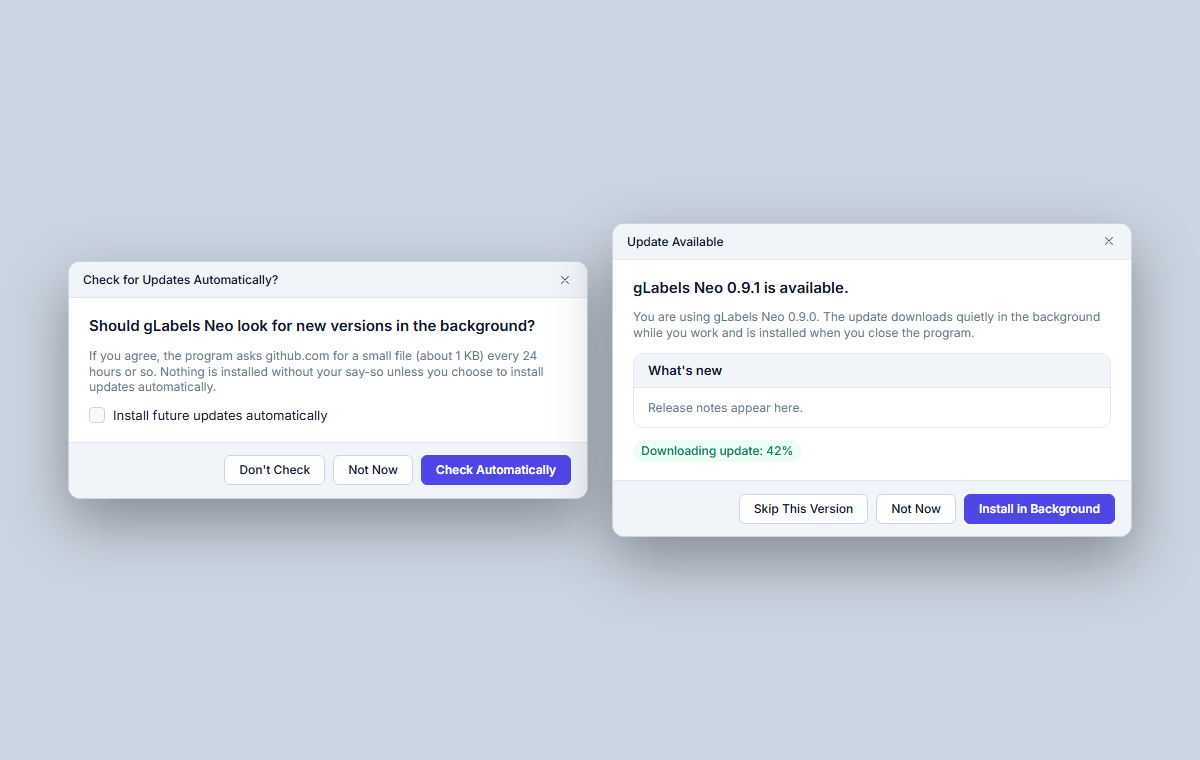 Check for Updates Automatically?
Should gLabels Neo look for new versions in the background?
If you agree, the program asks github.com for a small file (about 1 KB) every 24
hours or so. Nothing is installed without your say-so unless you choose to install
updates automatically.
Install future updates automatically
Don't Check
Not Now
Check Automatically
Update Available
gLabels Neo 0.9.1 is available.
You are using gLabels Neo 0.9.0. The update downloads quietly in the background
while you work and is installed when you close the program.
What's new
Release notes appear here.
Downloading update: 42%
Skip This Version
Not Now
Install in Background